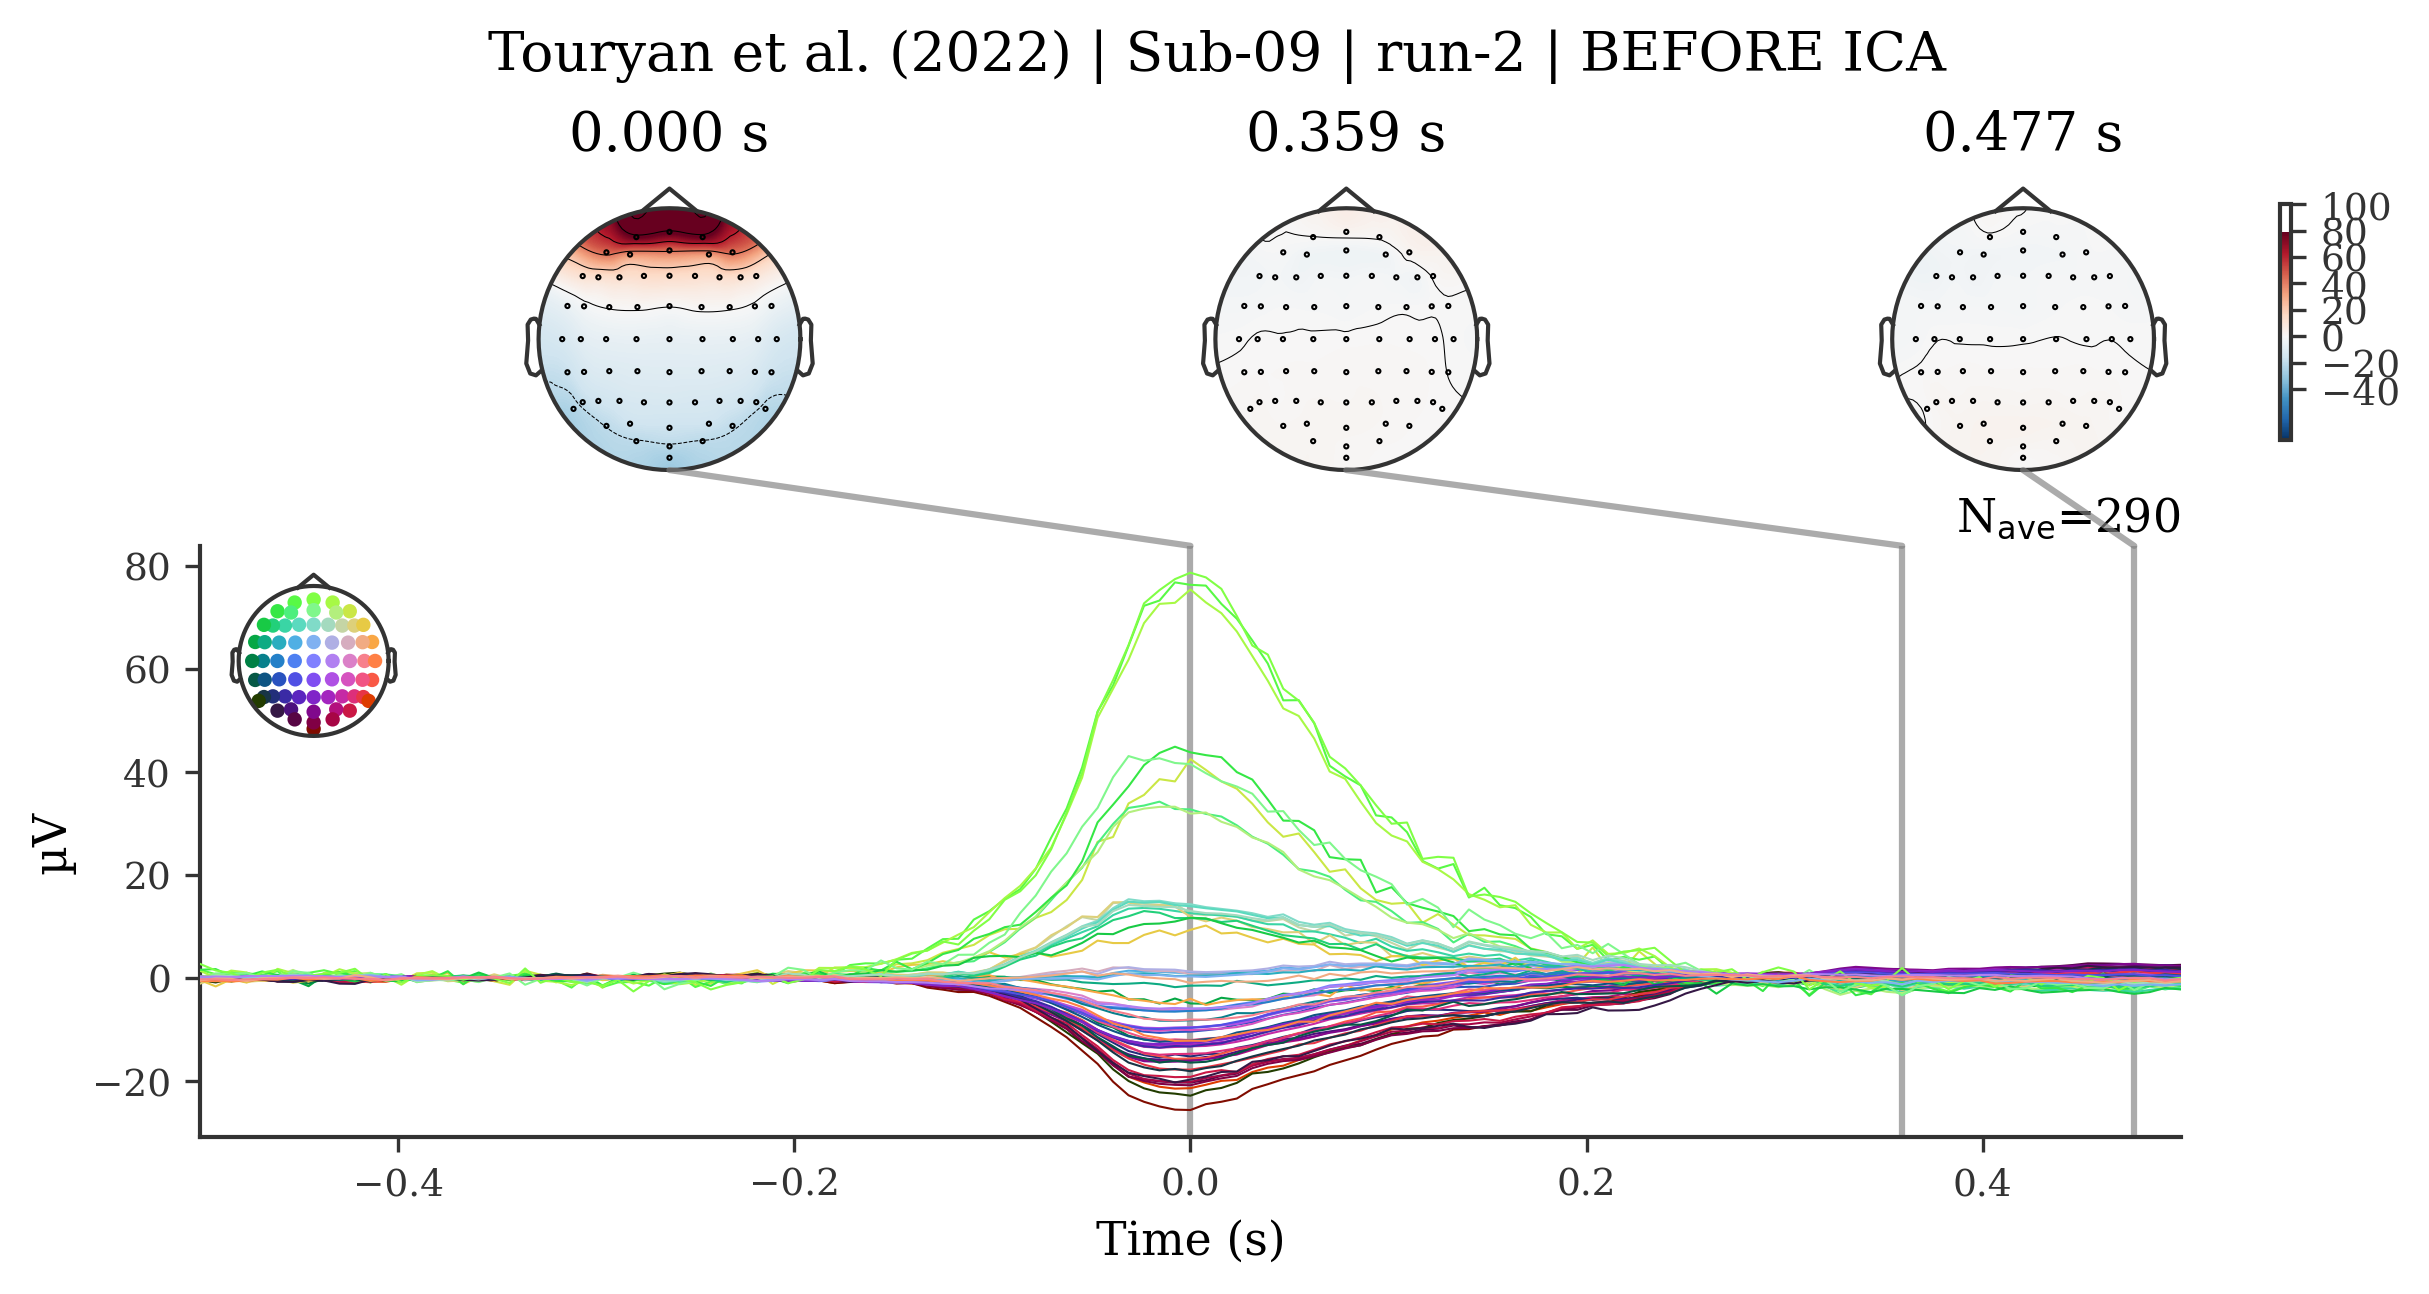 Touryan et al. (2022) | Sub-09 | run-2 | BEFORE ICA
0.000 s
0.359 s
0.477 s
100
80
60
40
20
0
−20
−40
Nave=290
80
60
40
20
0
−20
µV
−0.4
−0.2
0.0
0.2
0.4
Time (s)